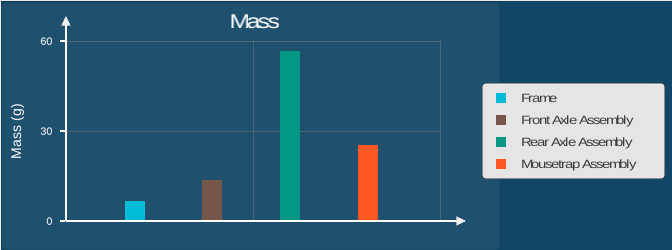 Mass
60
30
0
Mass (g)
Frame
Front Axle Assembly
Rear Axle Assembly
Mousetrap Assembly